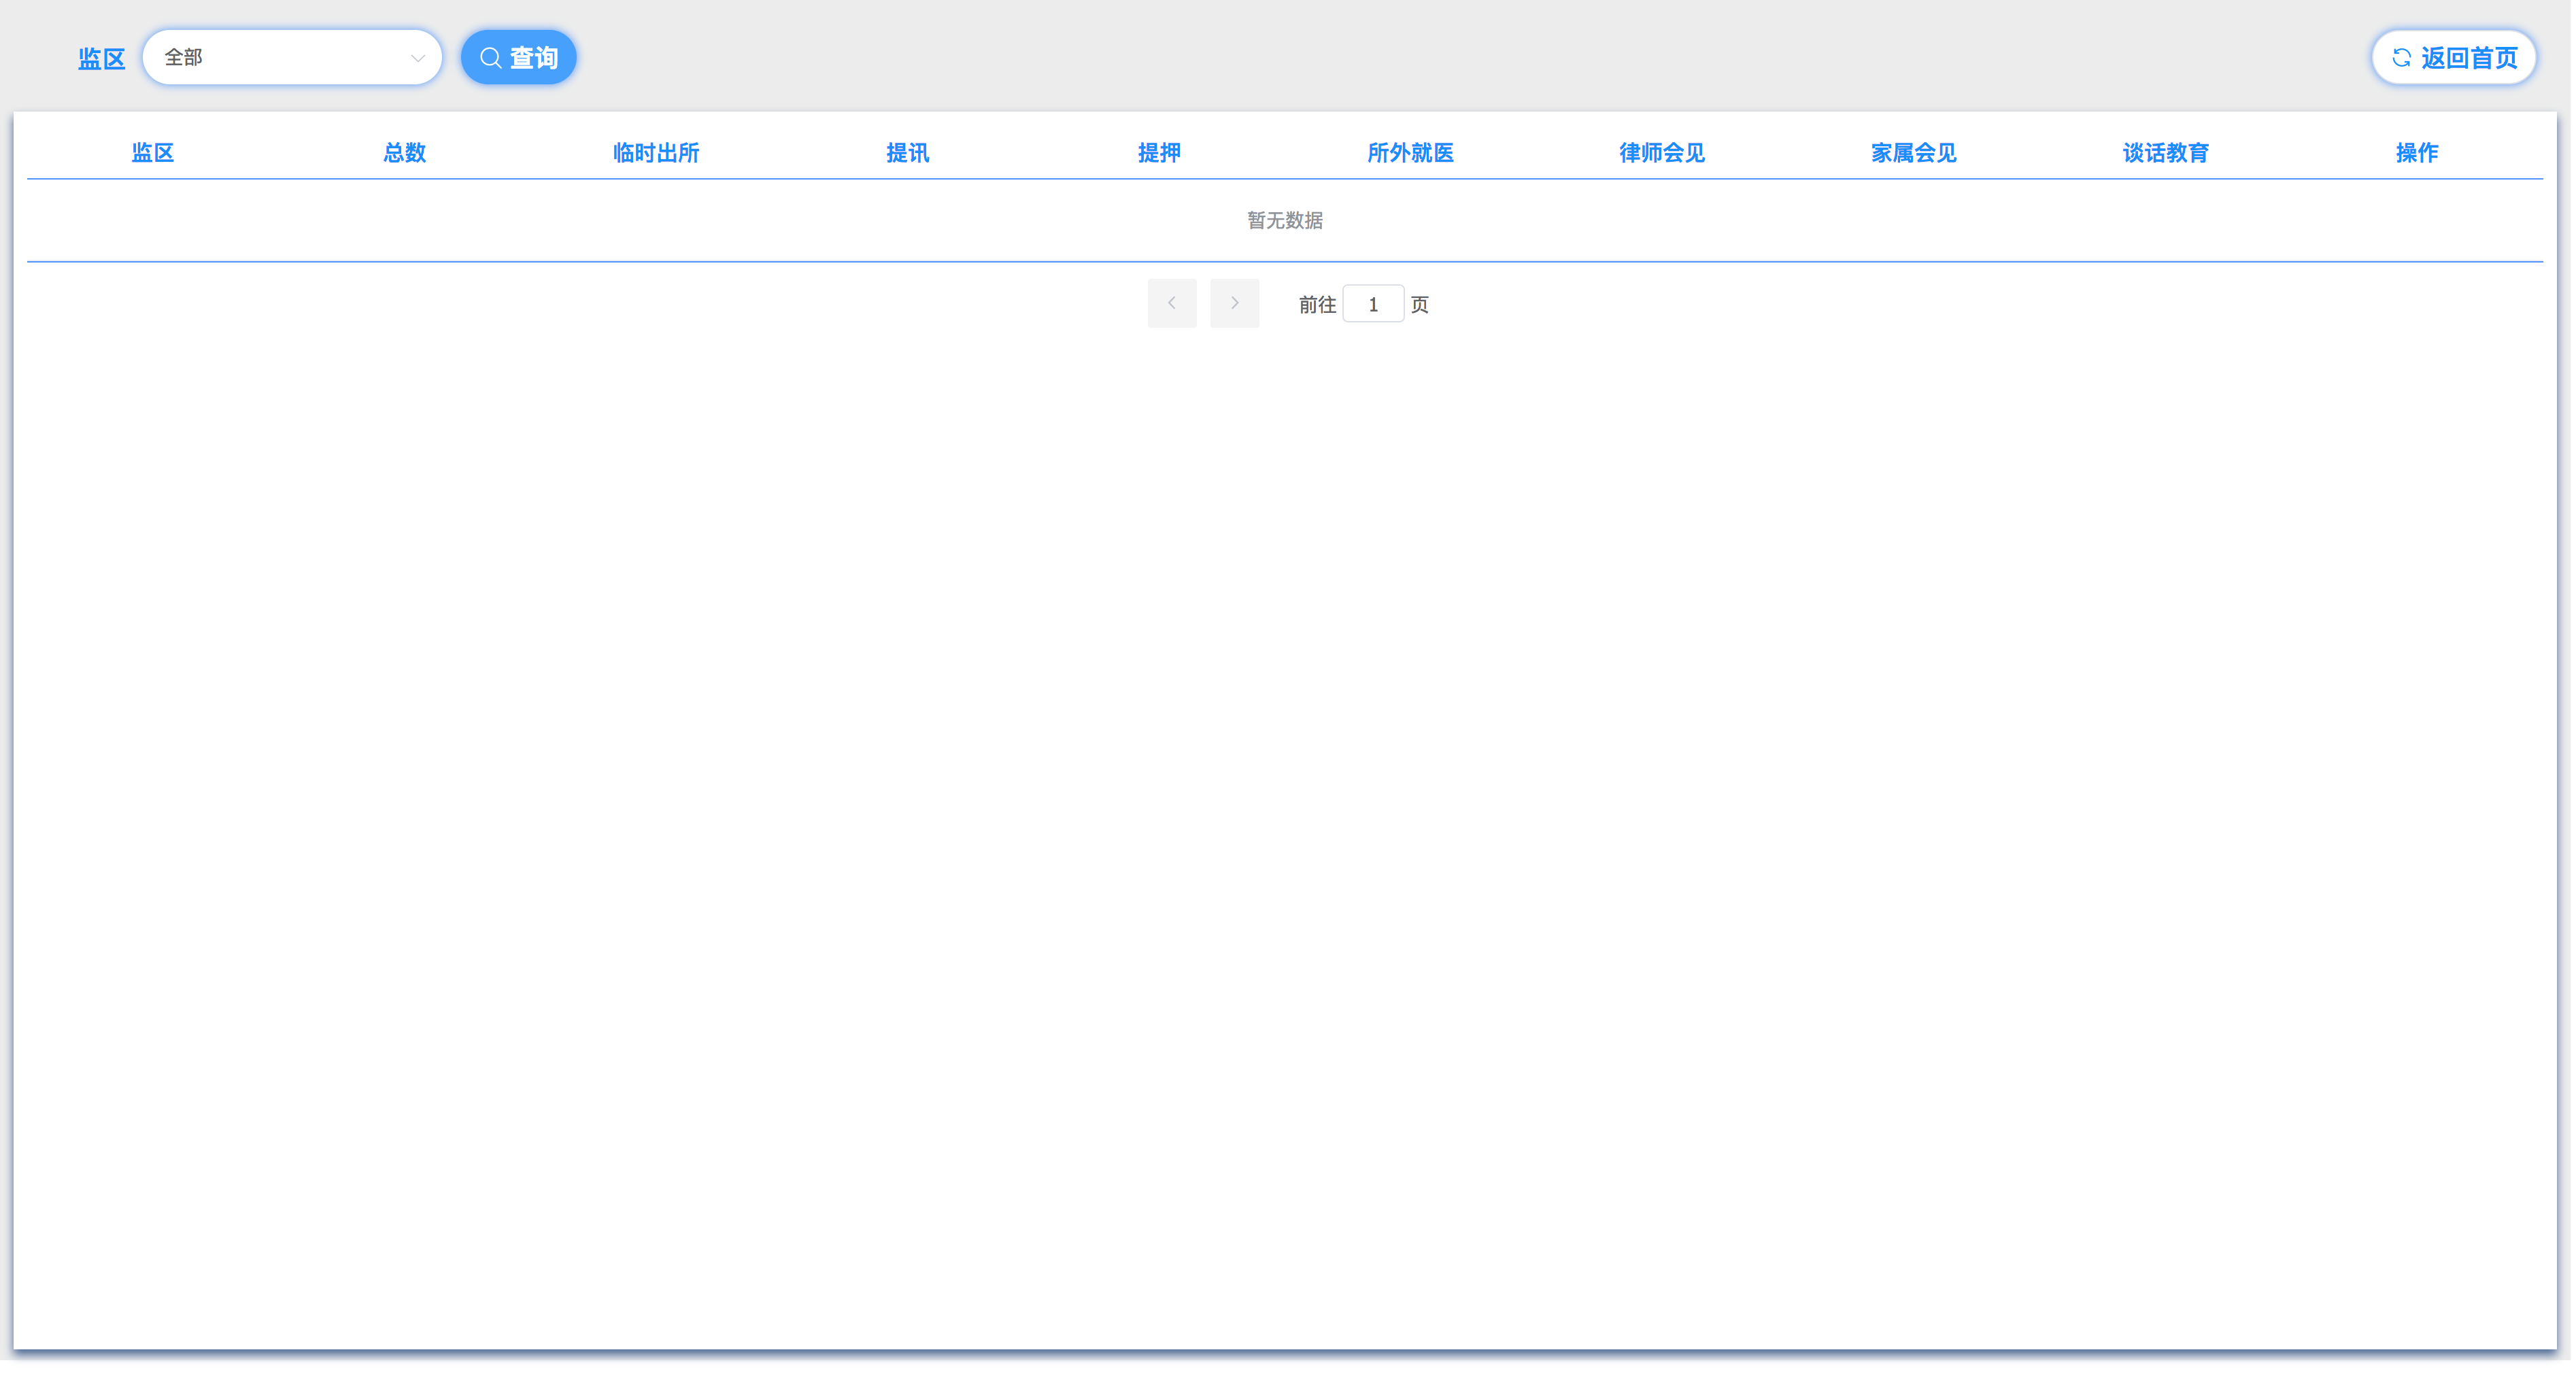 监区 全部 查询 返回首页
监区 总数 临时出所 提讯 提押 所外就医 律师会见 家属会见 谈话教育 操作
暂无数据
前往 1 页